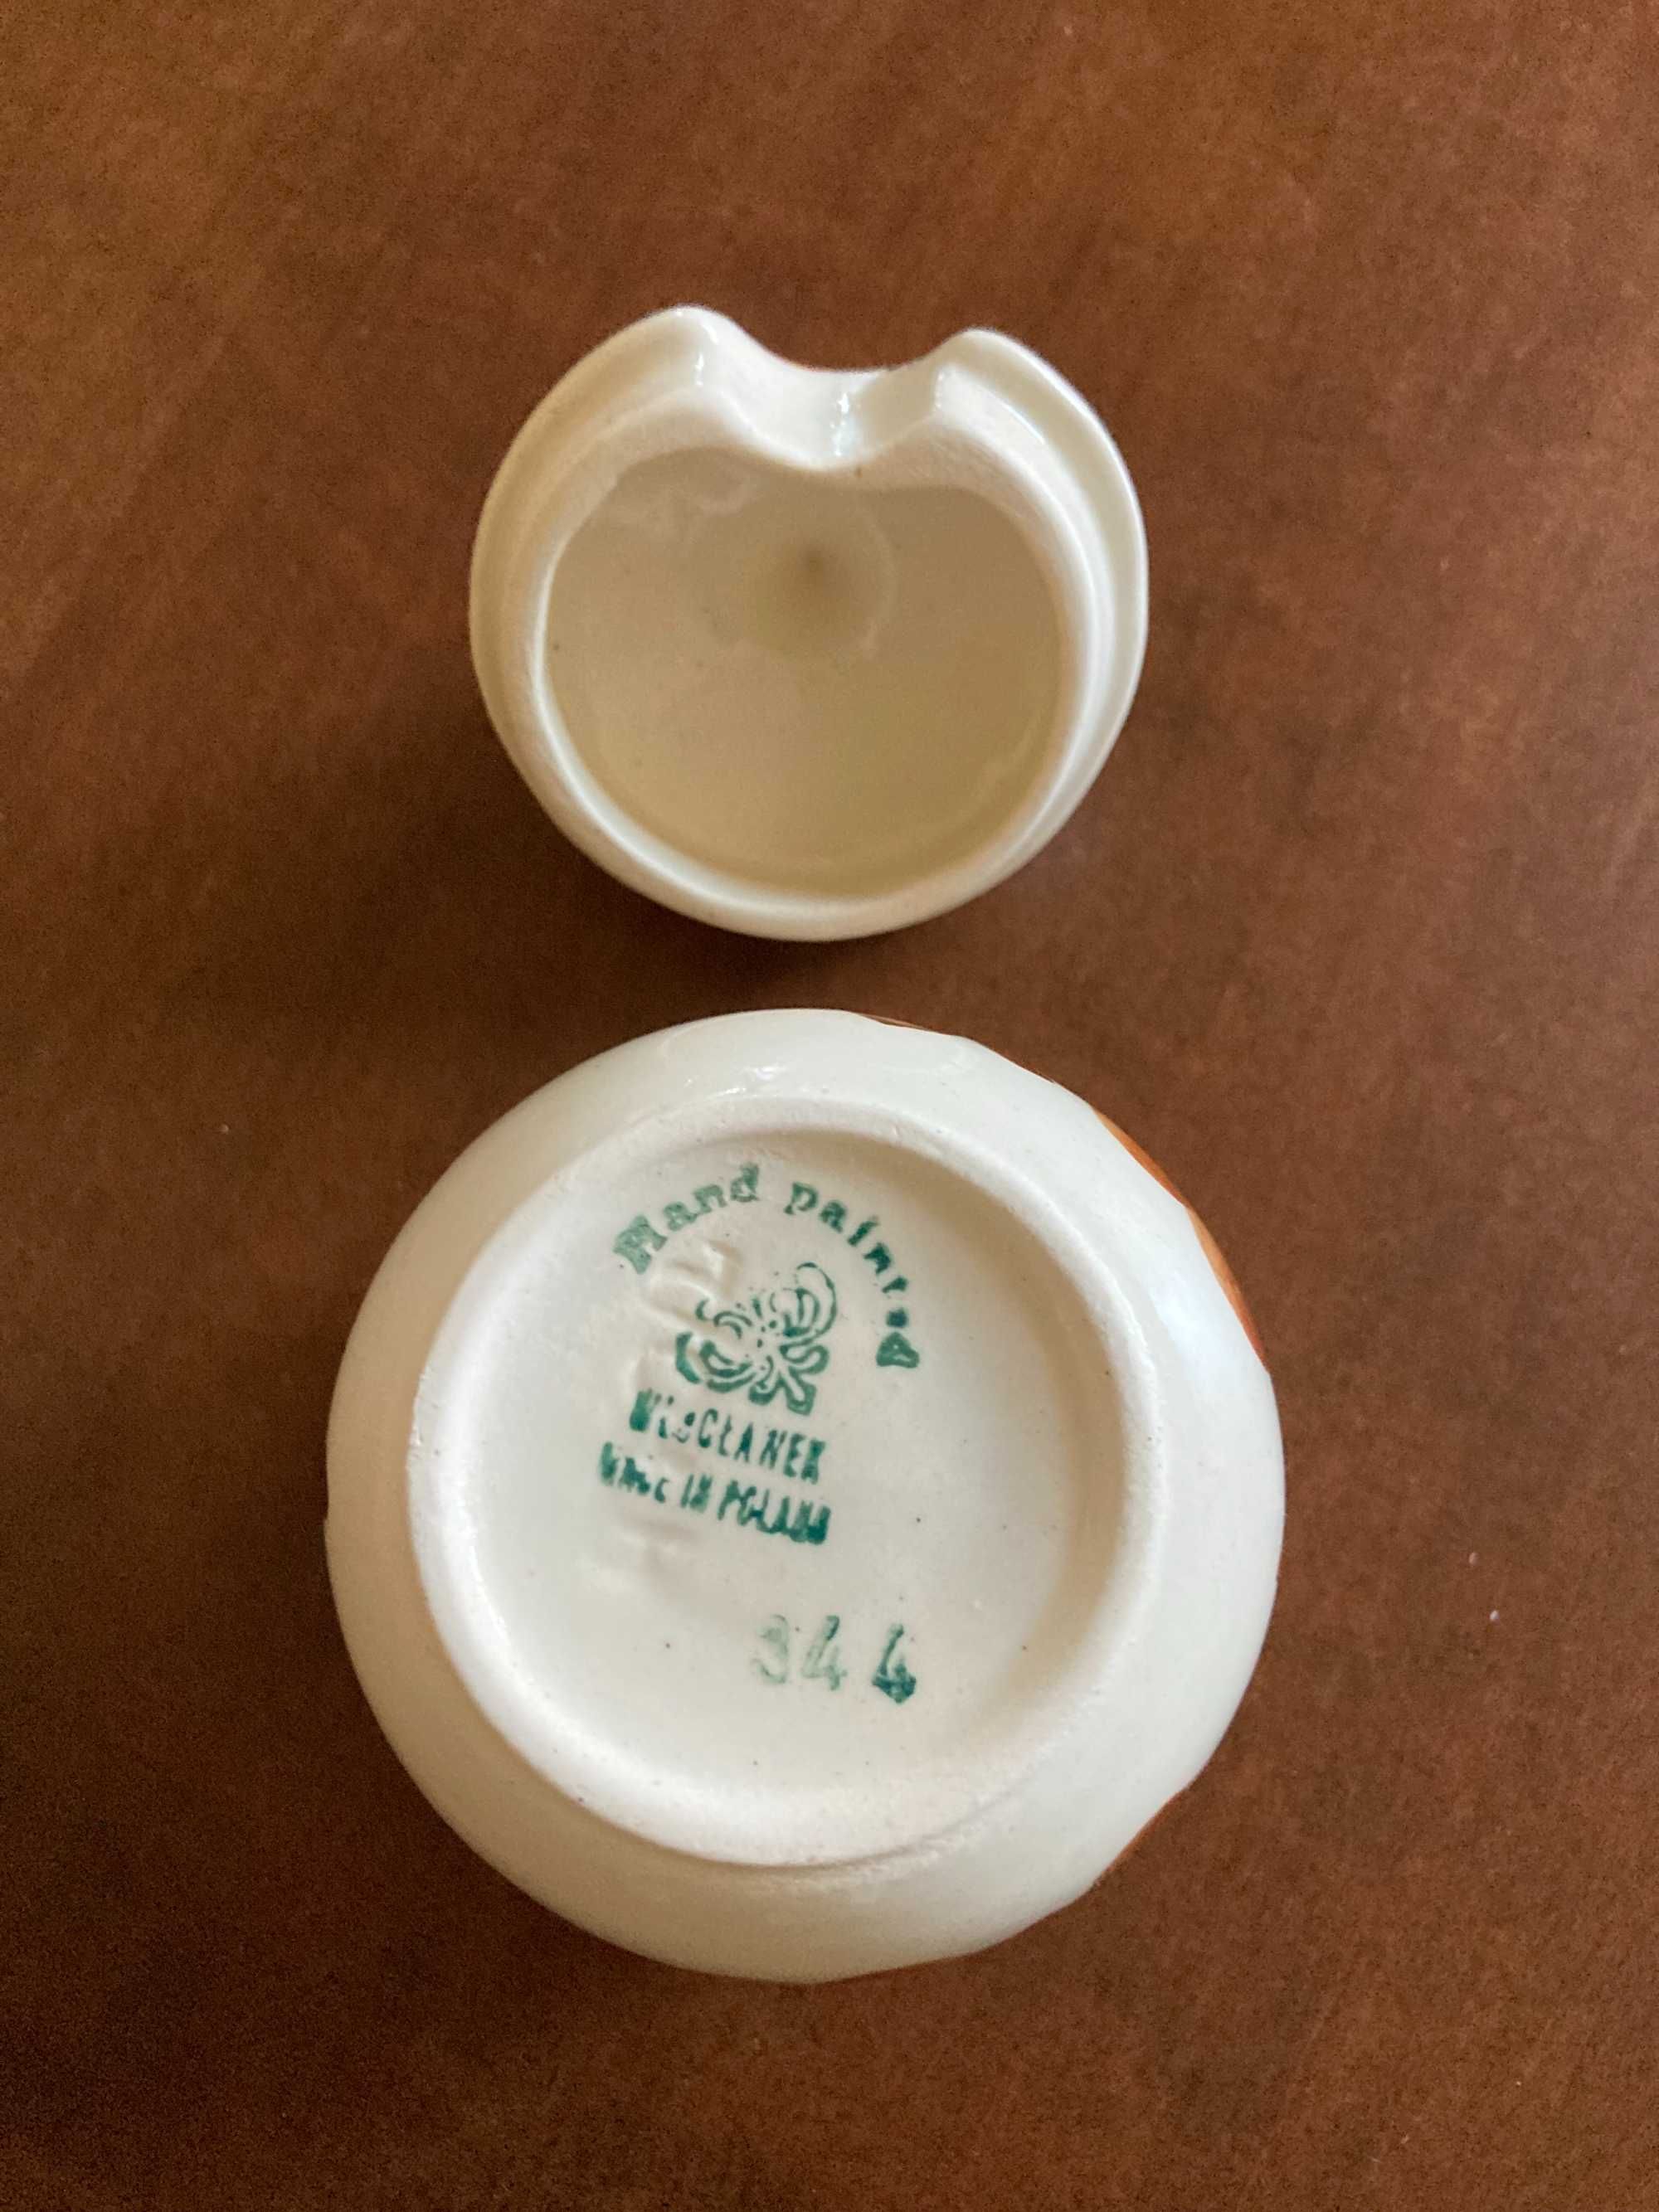 Hand painted
WŁOCŁAWEK
MADE IN POLAND
344